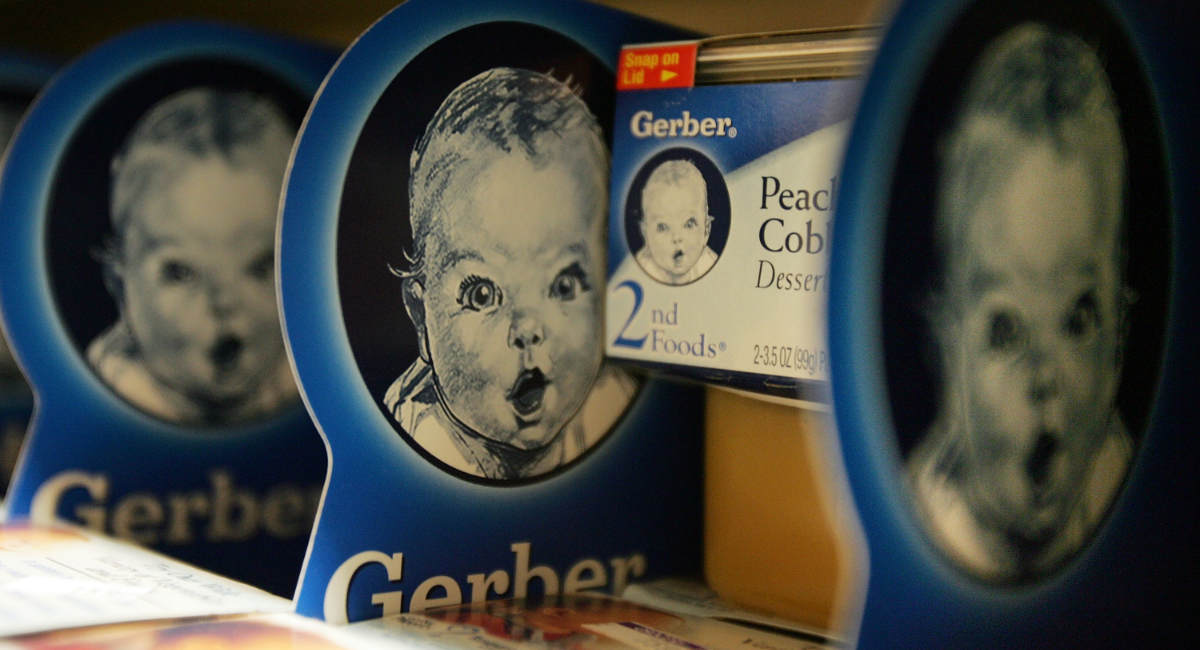 Snap on
Lid
Gerber®
Peac
Cob
Desser
2nd
Foods®
2-3.5 OZ (99g)
Gerber
Gerber